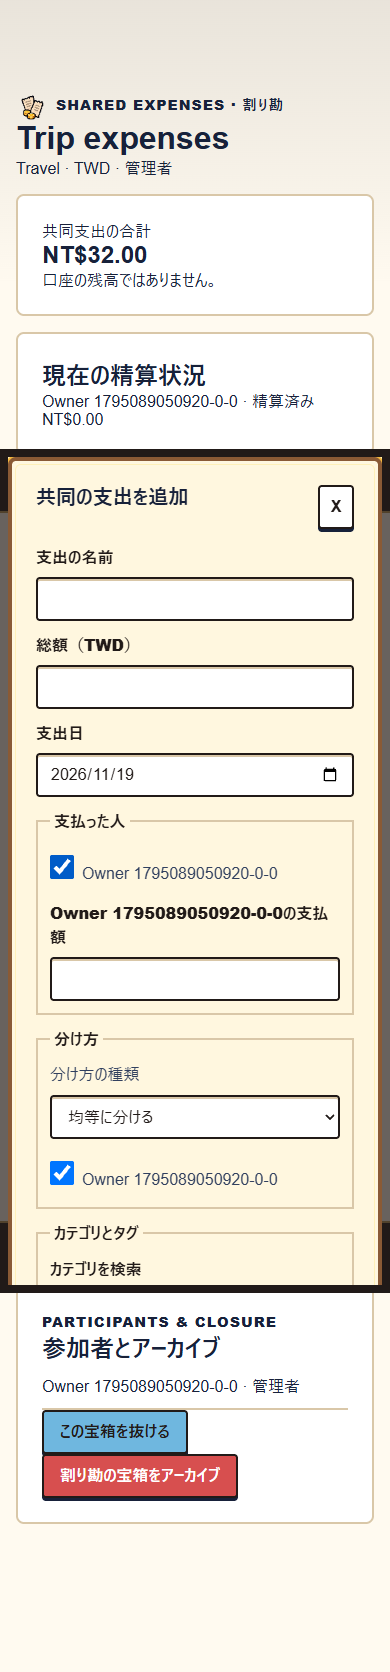 SHARED EXPENSES · 割り勘
Trip expenses
Travel · TWD · 管理者
共同支出の合計
NT$32.00
口座の残高ではありません。
現在の精算状況
Owner 1795089050920-0-0 · 精算済み
NT$0.00
共同の支出を追加
X
支出の名前
総額（TWD）
支出日
2026/11/19
支払った人
Owner 1795089050920-0-0
Owner 1795089050920-0-0の支払
額
分け方
分け方の種類
均等に分ける
Owner 1795089050920-0-0
カテゴリとタグ
カテゴリを検索
PARTICIPANTS & CLOSURE
参加者とアーカイブ
Owner 1795089050920-0-0 · 管理者
この宝箱を抜ける
割り勘の宝箱をアーカイブ